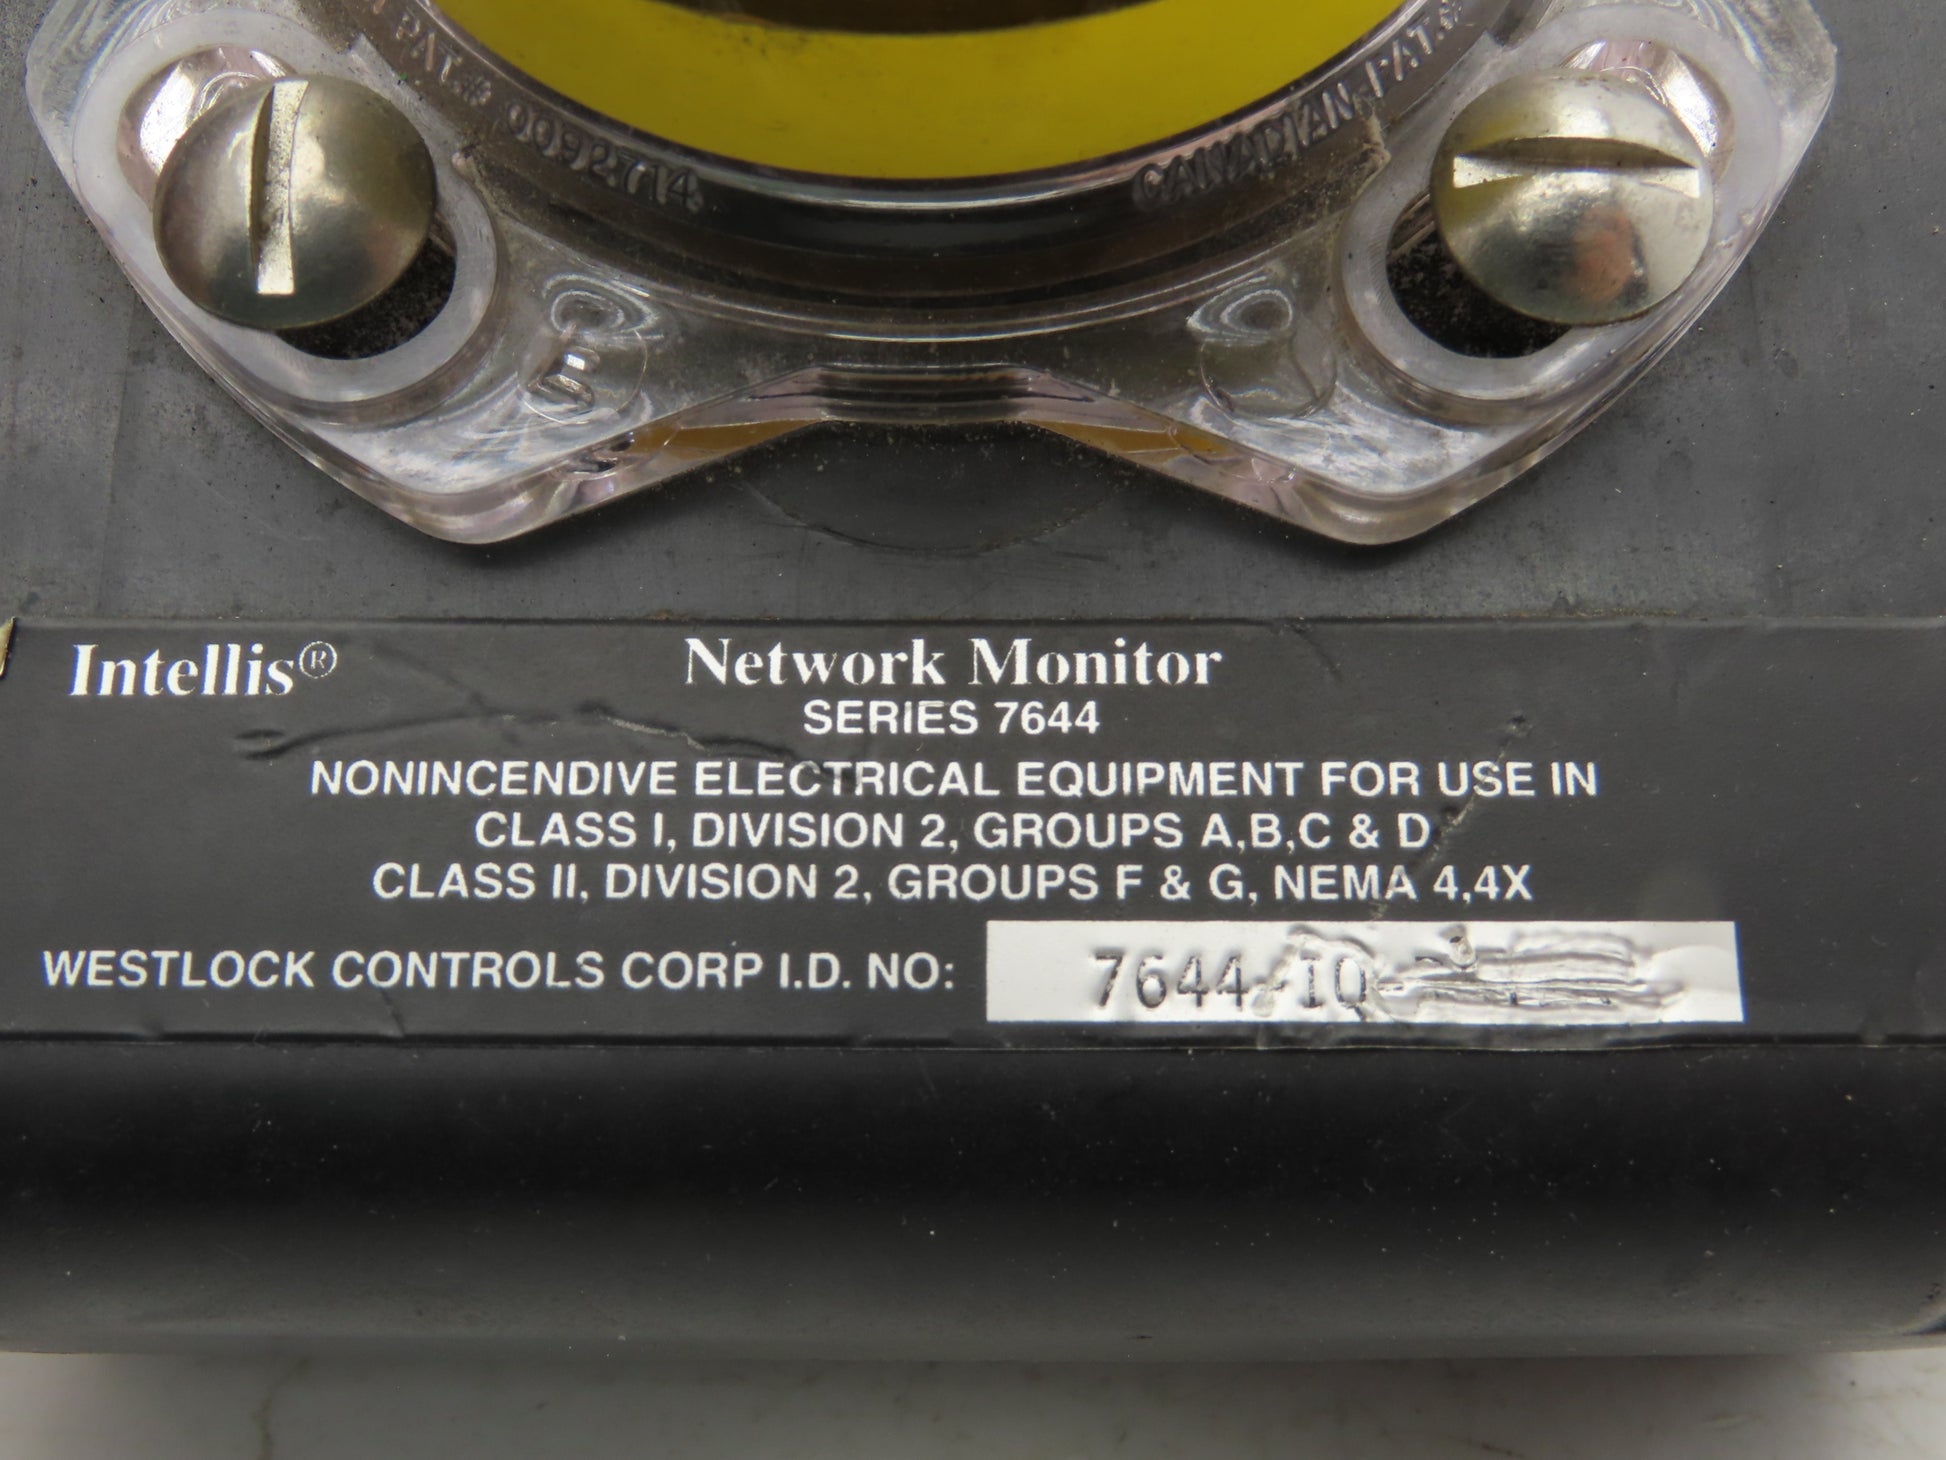 PAT.# 0092714
CANADIAN PAT.#
Intellis®
Network Monitor
SERIES 7644
NONINCENDIVE ELECTRICAL EQUIPMENT FOR USE IN
CLASS I, DIVISION 2, GROUPS A,B,C & D
CLASS II, DIVISION 2, GROUPS F & G, NEMA 4,4X
WESTLOCK CONTROLS CORP I.D. NO: 7644-IQ-